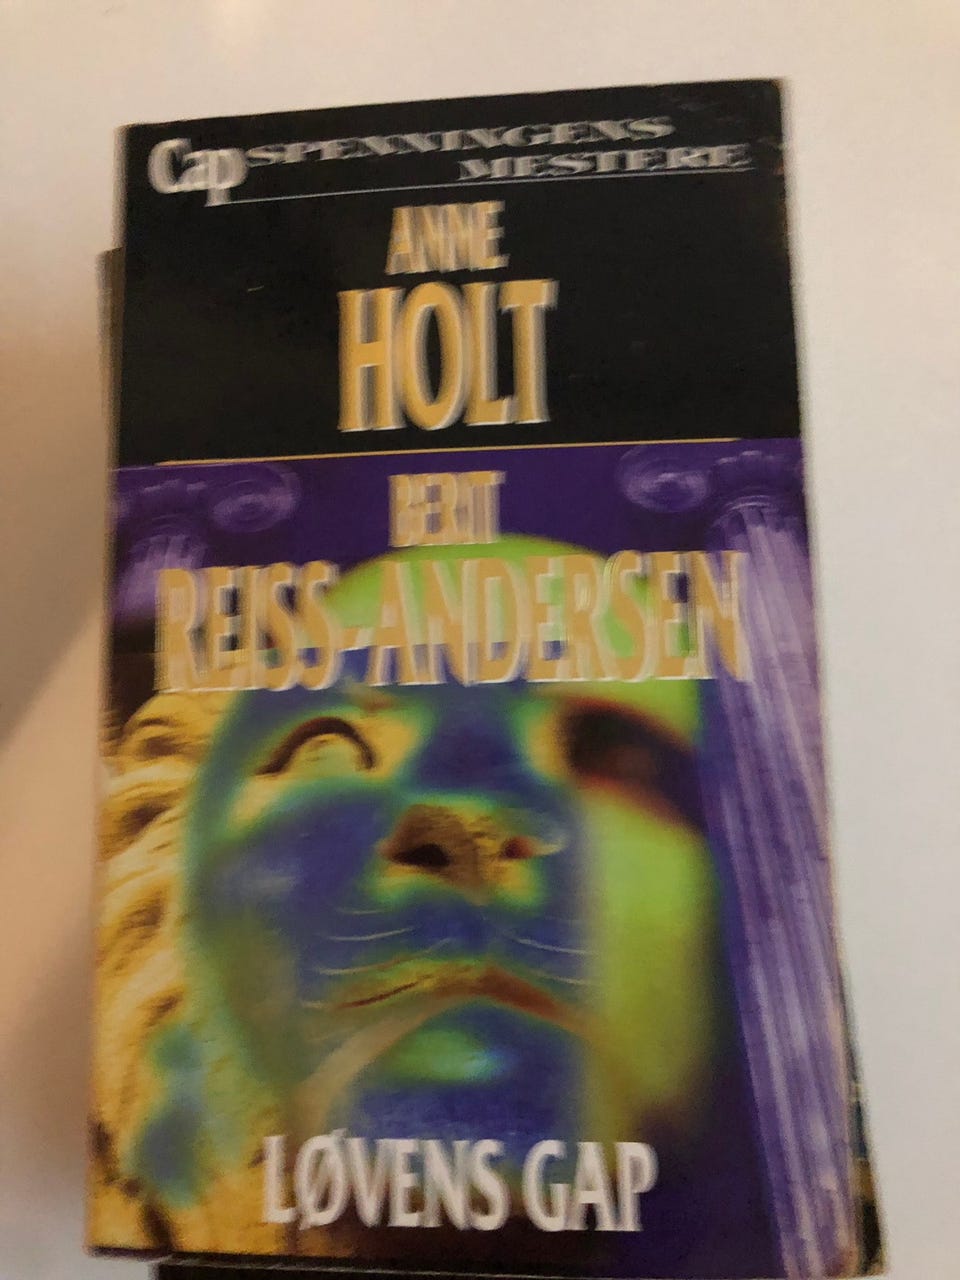 Cap SPENNINGENS
MESTERE
ANNE
HOLT
BERIT
REISS-ANDERSEN
LØVENS GAP